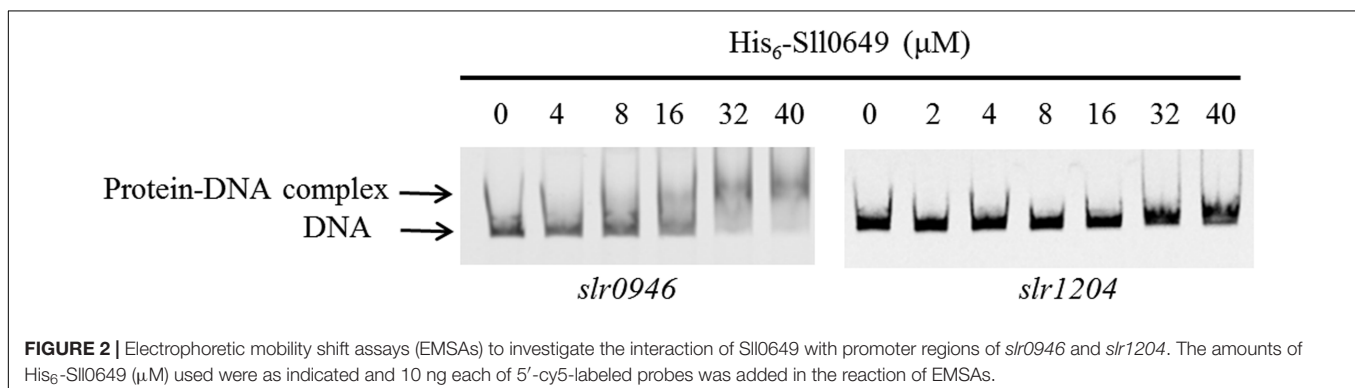 His₆-Sll0649 (μM)
0 4 8 16 32 40 0 2 4 8 16 32 40
Protein-DNA complex
DNA
slr0946 slr1204
FIGURE 2 | Electrophoretic mobility shift assays (EMSAs) to investigate the interaction of Sll0649 with promoter regions of slr0946 and slr1204. The amounts of
His₆-Sll0649 (μM) used were as indicated and 10 ng each of 5′-cy5-labeled probes was added in the reaction of EMSAs.